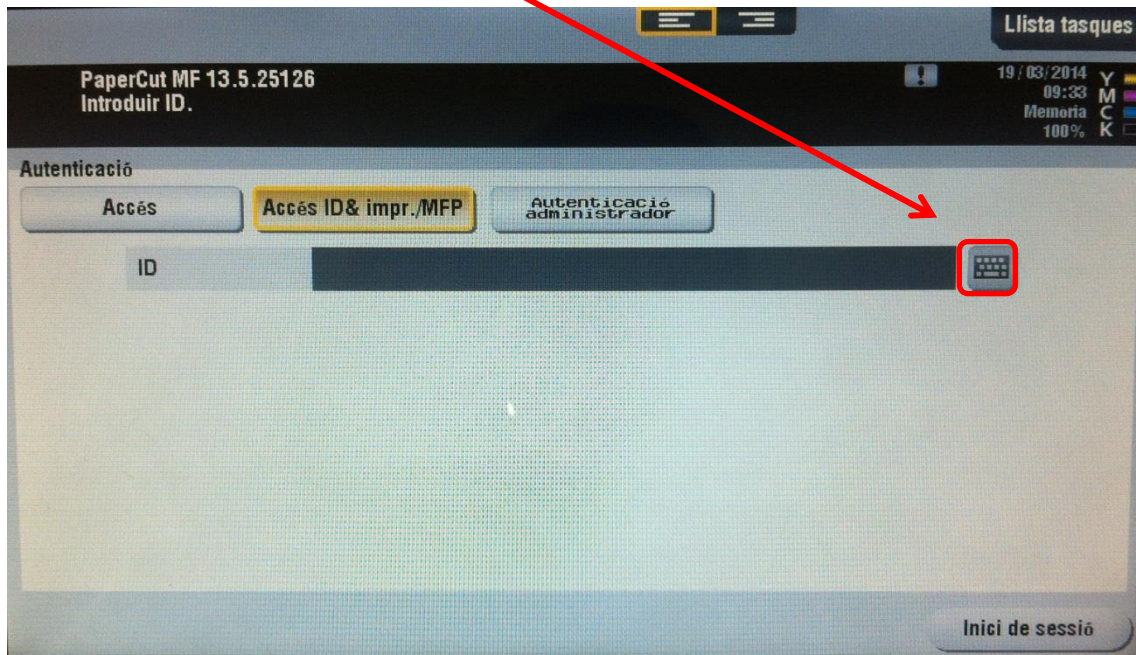 Llista tasques
PaperCut MF 13.5.25126
Introduir ID.
19/03/2014
09:33
Memoria
100%
Y
M
C
K
Autenticació
Accés
Accés ID& impr./MFP
Autenticació
administrador
ID
Inici de sessió